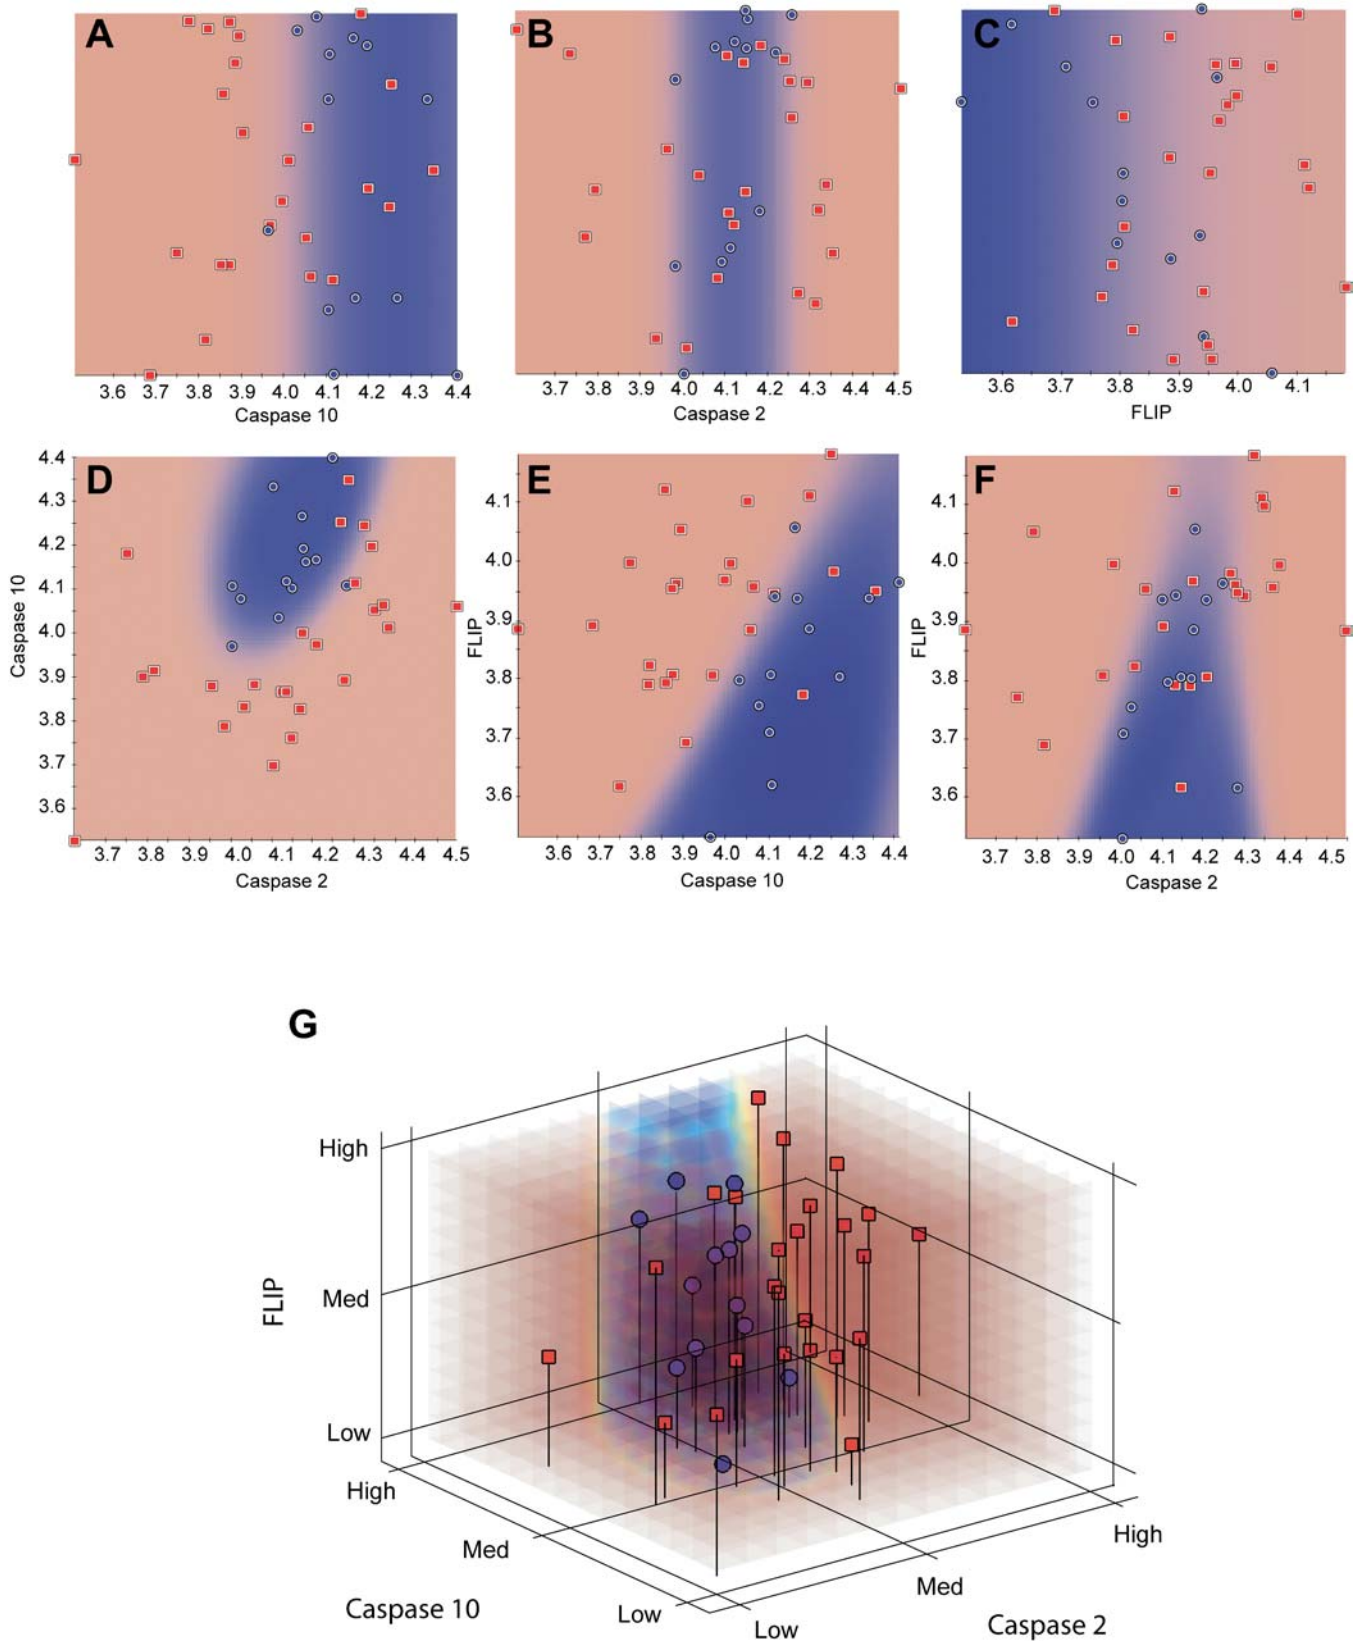 A
B
C
3.6 3.7 3.8 3.9 4.0 4.1 4.2 4.3 4.4
Caspase 10
3.7 3.8 3.9 4.0 4.1 4.2 4.3 4.4 4.5
Caspase 2
3.6 3.7 3.8 3.9 4.0 4.1
FLIP
D
4.4
4.3
4.2
4.1
4.0
3.9
3.8
3.7
3.6
Caspase 10
3.7 3.8 3.9 4.0 4.1 4.2 4.3 4.4 4.5
Caspase 2
E
4.1
4.0
3.9
3.8
3.7
3.6
FLIP
3.6 3.7 3.8 3.9 4.0 4.1 4.2 4.3 4.4
Caspase 10
F
4.1
4.0
3.9
3.8
3.7
3.6
FLIP
3.7 3.8 3.9 4.0 4.1 4.2 4.3 4.4 4.5
Caspase 2
G
High
Med
Low
FLIP
High
Med
Low
Caspase 10
Low
Med
High
Caspase 2